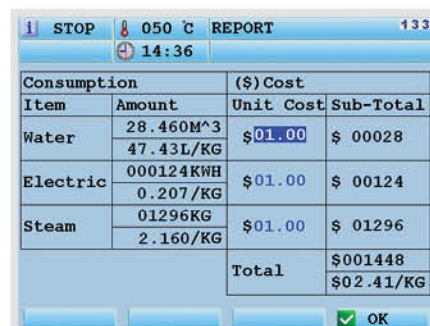 i STOP 050 °C REPORT 133
14:36
Consumption ($)Cost
Item Amount Unit Cost Sub-Total
Water 28.460M^3 $01.00 $ 00028
47.43L/KG
Electric 000124KWH $01.00 $ 00124
0.207/KG
Steam 01296KG $01.00 $ 01296
2.160/KG
Total $001448
$02.41/KG
OK